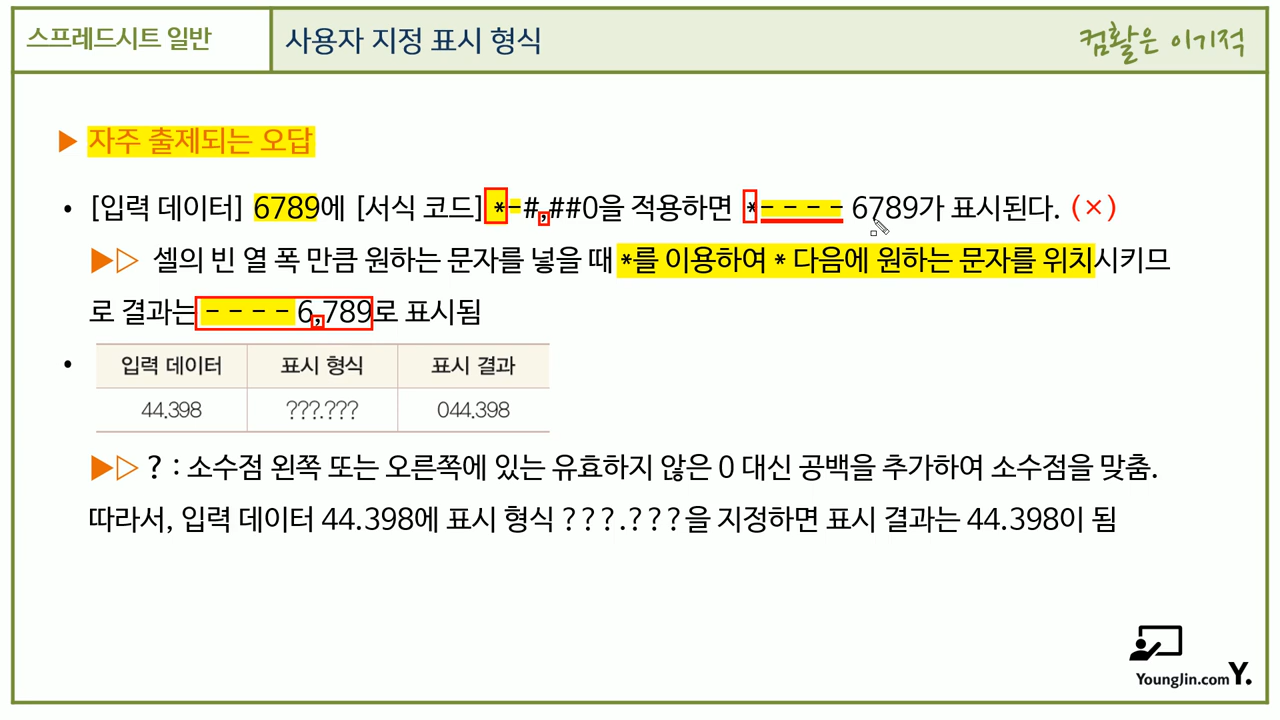 스프레드시트 일반
사용자 지정 표시 형식
컴활은 이기적
▶ 자주 출제되는 오답
• [입력 데이터] 6789에 [서식 코드] *-#,##0을 적용하면 *---- 6789가 표시된다. (×)
▶▷ 셀의 빈 열 폭 만큼 원하는 문자를 넣을 때 *를 이용하여 * 다음에 원하는 문자를 위치시키므
로 결과는 ----6,789로 표시됨
• 입력 데이터 표시 형식 표시 결과
44.398 ???.??? 044.398
▶▷ ? : 소수점 왼쪽 또는 오른쪽에 있는 유효하지 않은 0 대신 공백을 추가하여 소수점을 맞춤.
따라서, 입력 데이터 44.398에 표시 형식 ???.???을 지정하면 표시 결과는 44.398이 됨
YoungJin.com Y.